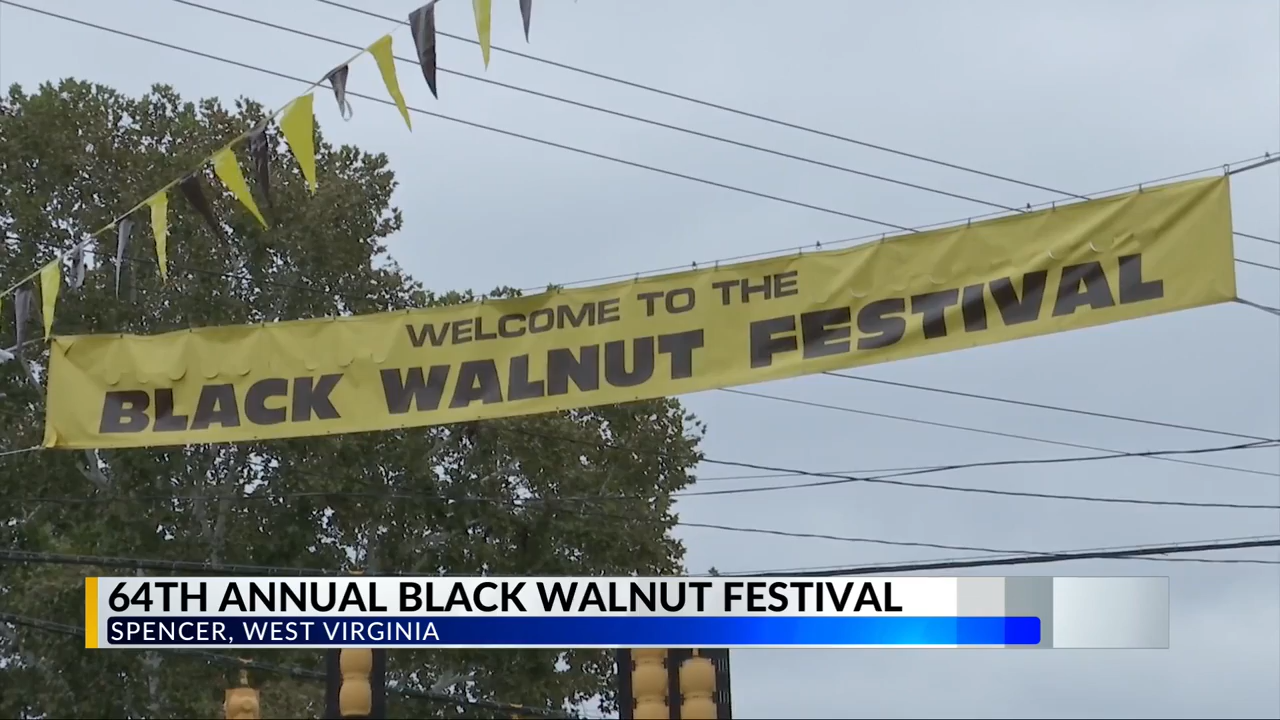 WELCOME TO THE
BLACK WALNUT FESTIVAL
64TH ANNUAL BLACK WALNUT FESTIVAL
SPENCER, WEST VIRGINIA